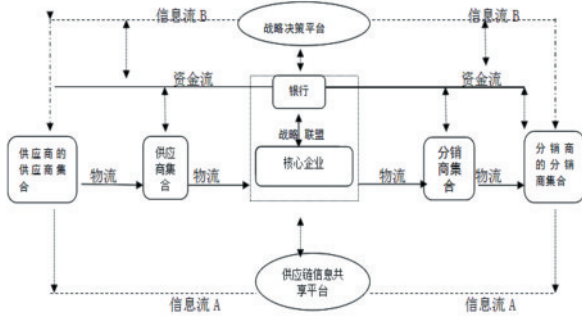 信息流 B
战略决策平台
信息流 B
资金流
银行
资金流
战略 联盟
供应商的
供应商集
合
供应
商集
合
核心企业
分销
商集合
分销商
的分销
商集合
物流
物流
物流
物流
供应链信息共
享平台
信息流 A
信息流 A